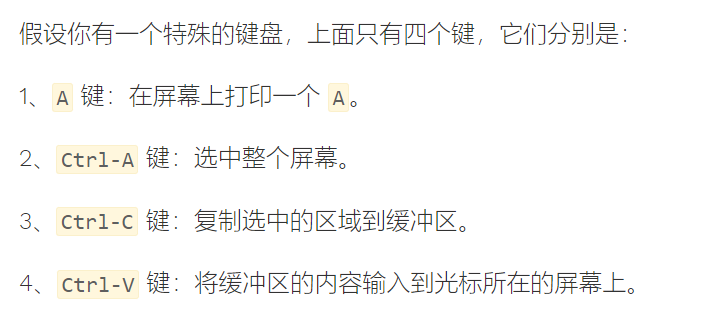 假设你有一个特殊的键盘，上面只有四个键，它们分别是：
1、A 键：在屏幕上打印一个 A。
2、Ctrl-A 键：选中整个屏幕。
3、Ctrl-C 键：复制选中的区域到缓冲区。
4、Ctrl-V 键：将缓冲区的内容输入到光标所在的屏幕上。